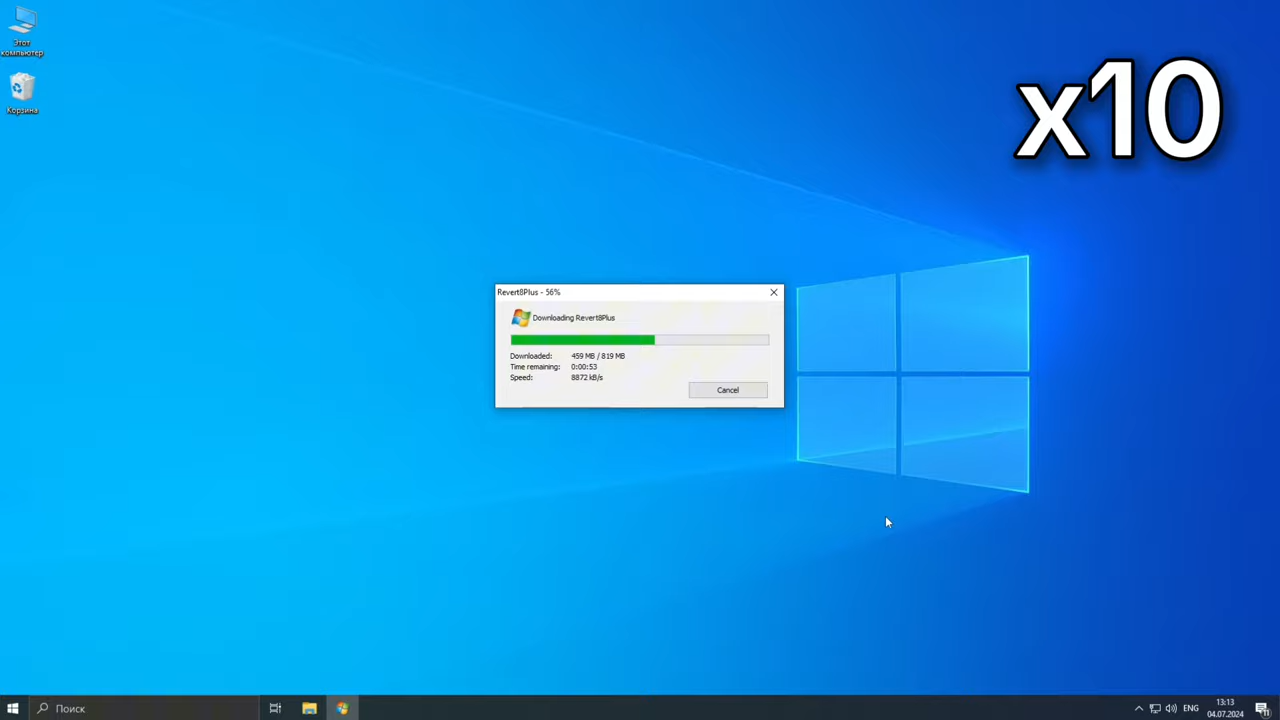 Этот
компьютер
Корзина
x10
Revert8Plus - 56%
Downloading Revert8Plus
Downloaded: 459 MB / 819 MB
Time remaining: 0:00:53
Speed: 8872 kB/s
Cancel
Поиск
ENG
13:13
04.07.2024